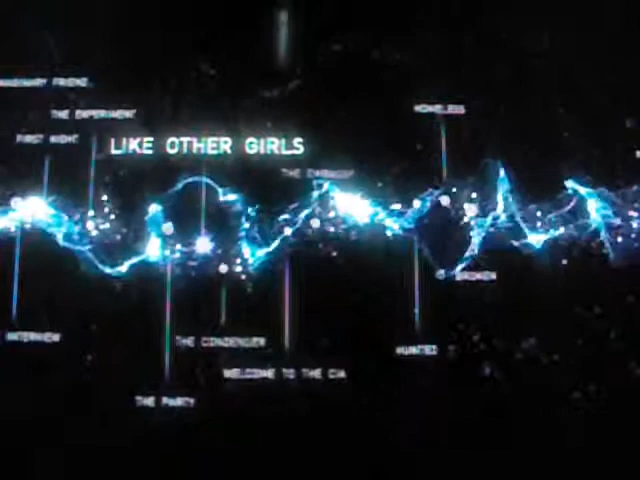 IMAGINARY FRIEND
THE EXPERIMENT
FIRST NIGHT
LIKE OTHER GIRLS
HOMELESS
THE EMBASSY
BROKEN
INTERVIEW
THE CONDENSER
HUNTED
WELCOME TO THE CIA
THE PARTY